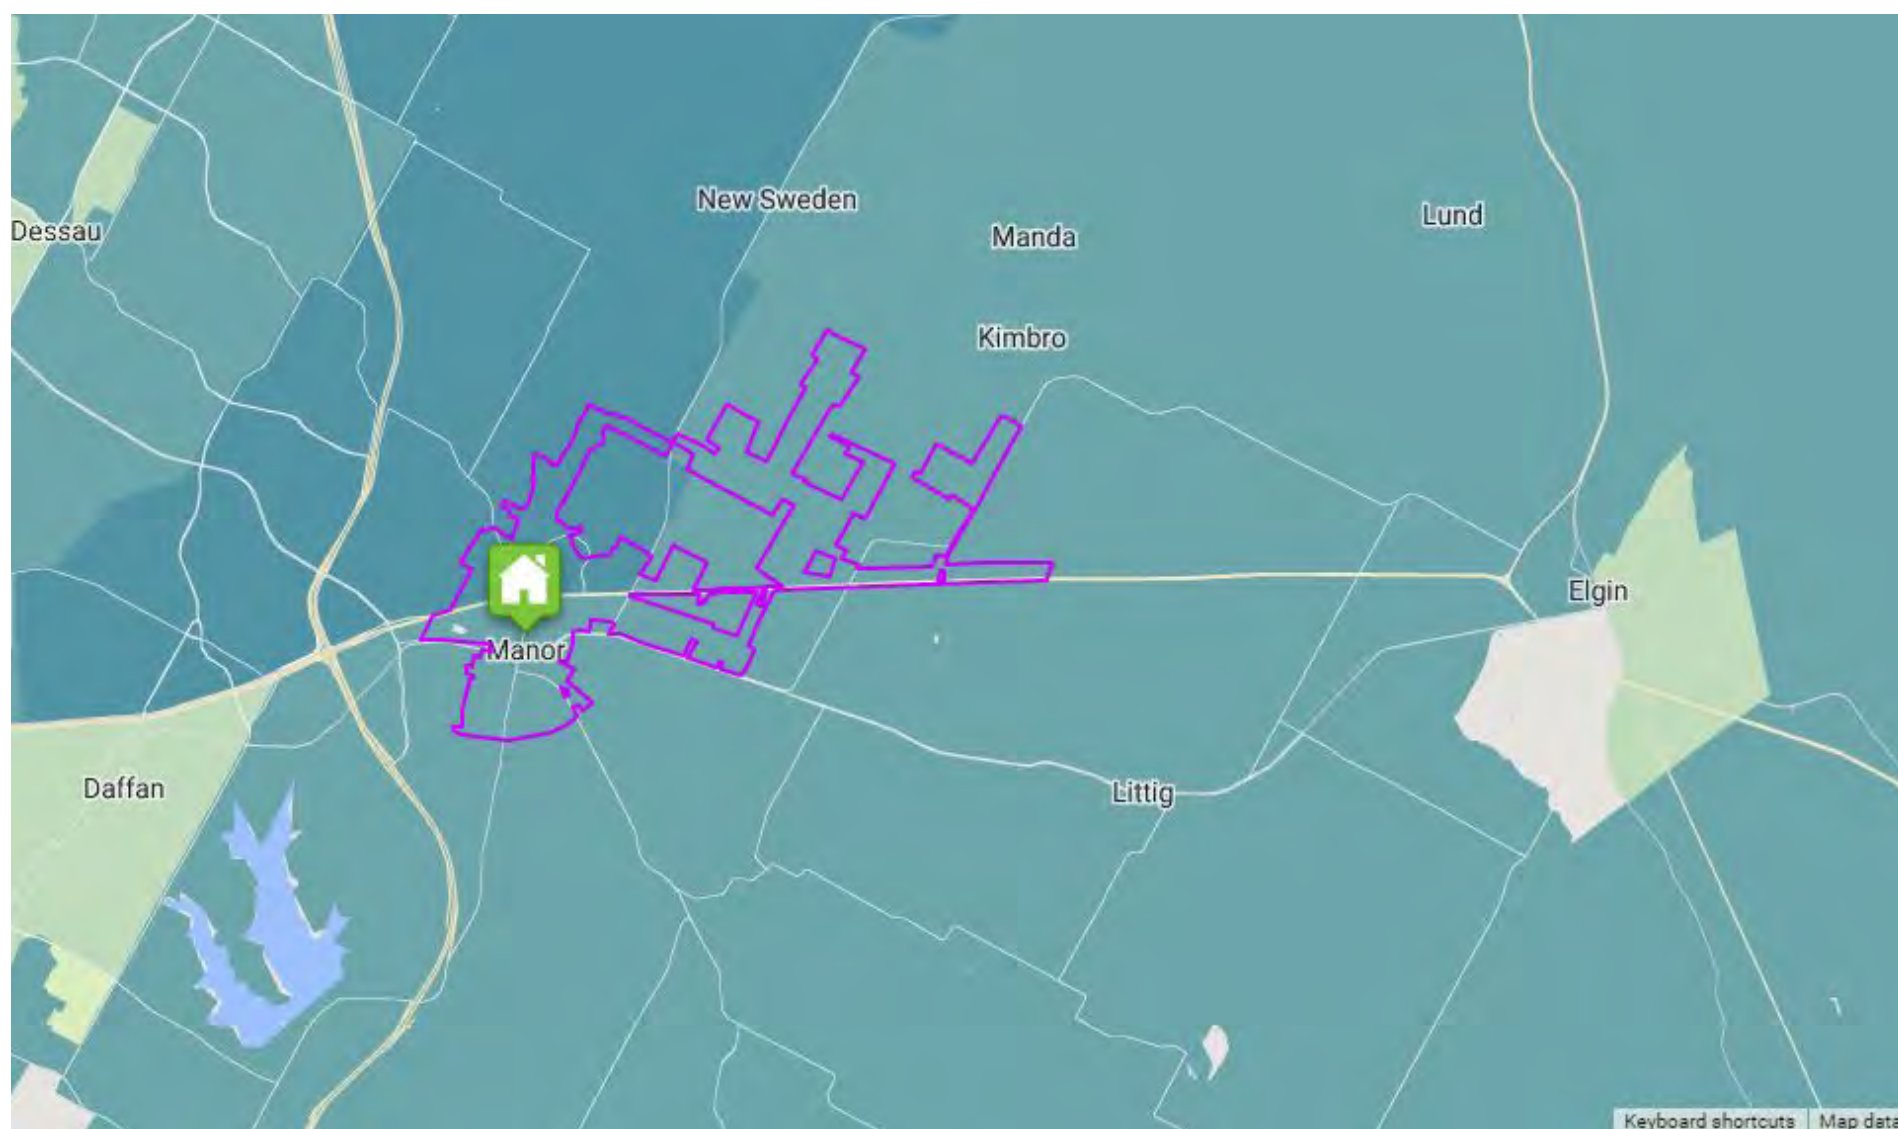 New Sweden
Lund
Dessau
Manda
Kimbro
Elgin
Manor
Daffan
Littig
Keyboard shortcuts
Map data